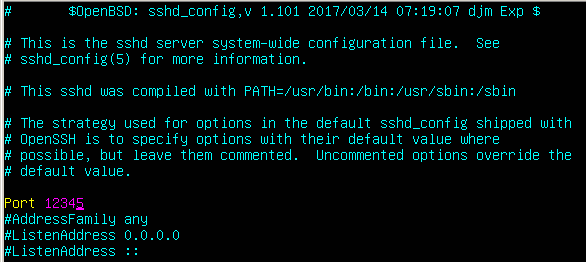 #       $OpenBSD: sshd_config,v 1.101 2017/03/14 07:19:07 djm Exp $
# This is the sshd server system-wide configuration file.  See
# sshd_config(5) for more information.
# This sshd was compiled with PATH=/usr/bin:/bin:/usr/sbin:/sbin
# The strategy used for options in the default sshd_config shipped with
# OpenSSH is to specify options with their default value where
# possible, but leave them commented.  Uncommented options override the
# default value.
Port 12345
#AddressFamily any
#ListenAddress 0.0.0.0
#ListenAddress ::